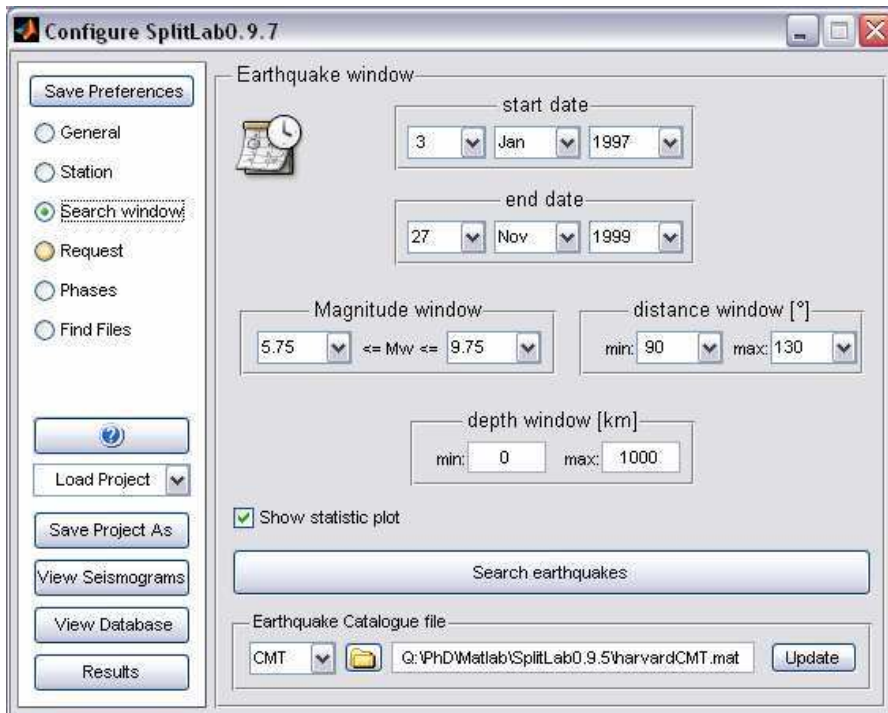 Configure SplitLab0.9.7
Save Preferences
General
Station
Search window
Request
Phases
Find Files
?
Load Project
Save Project As
View Seismograms
View Database
Results
Earthquake window
start date
3 Jan 1997
end date
27 Nov 1999
Magnitude window
5.75 <= Mw <= 9.75
distance window [°]
min: 90 max: 130
depth window [km]
min: 0 max: 1000
Show statistic plot
Search earthquakes
Earthquake Catalogue file
CMT Q:\PhD\Matlab\SplitLab0.9.5\harvardCMT.mat Update